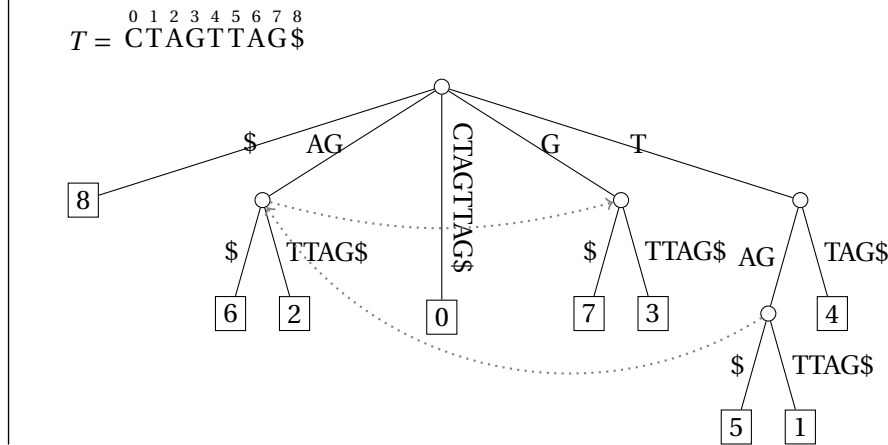 0 1 2 3 4 5 6 7 8
T = CTAGTTAG$
$ AG CTAGTTAG$ G T
8
$ TTAG$ $ TTAG$ AG TAG$
6 2 0 7 3 4
$ TTAG$
5 1